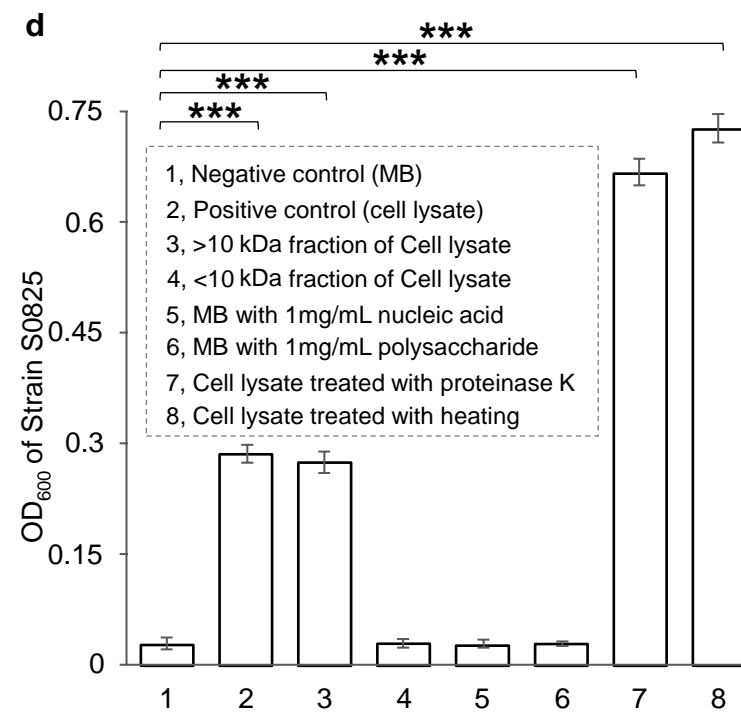 d
***
***
***
***
0.75
0.6
0.45
0.3
0.15
0
OD600 of Strain S0825
1, Negative control (MB)
2, Positive control (cell lysate)
3, >10 kDa fraction of Cell lysate
4, <10 kDa fraction of Cell lysate
5, MB with 1mg/mL nucleic acid
6, MB with 1mg/mL polysaccharide
7, Cell lysate treated with proteinase K
8, Cell lysate treated with heating
1 2 3 4 5 6 7 8